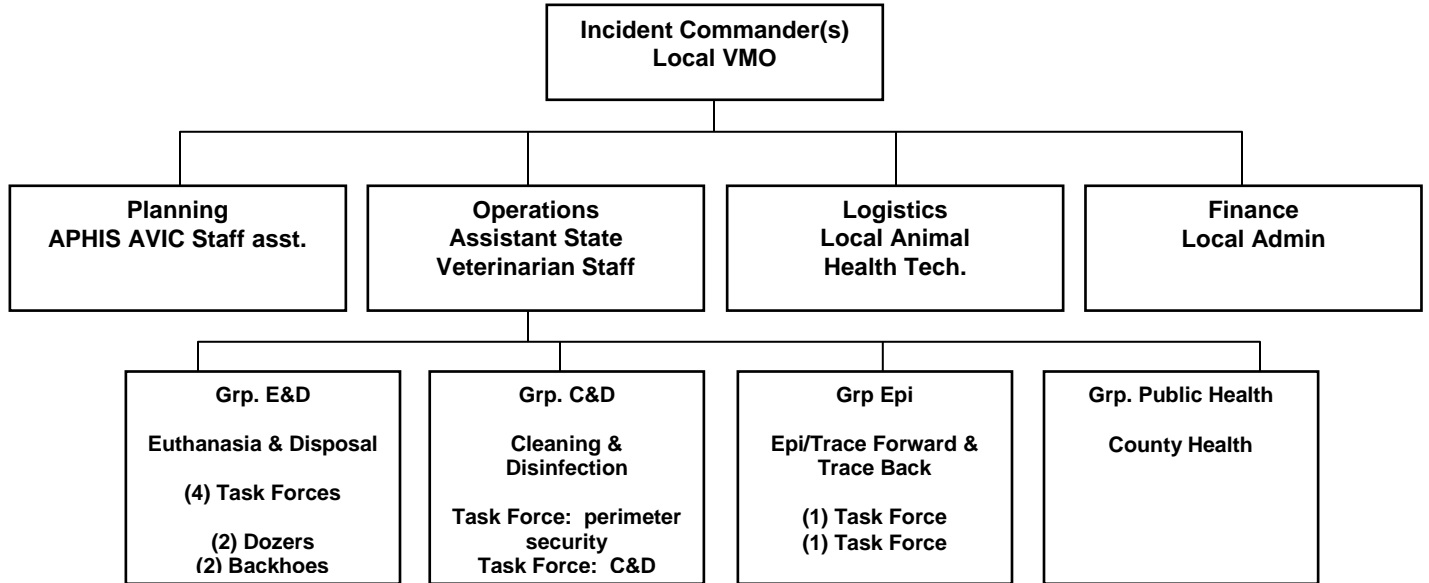 Incident Commander(s)
Local VMO
Planning
APHIS AVIC Staff asst.
Operations
Assistant State
Veterinarian Staff
Logistics
Local Animal
Health Tech.
Finance
Local Admin
Grp. E&D
Euthanasia & Disposal
(4) Task Forces
(2) Dozers
(2) Backhoes
Grp. C&D
Cleaning &
Disinfection
Task Force: perimeter
security
Task Force: C&D
Grp Epi
Epi/Trace Forward &
Trace Back
(1) Task Force
(1) Task Force
Grp. Public Health
County Health